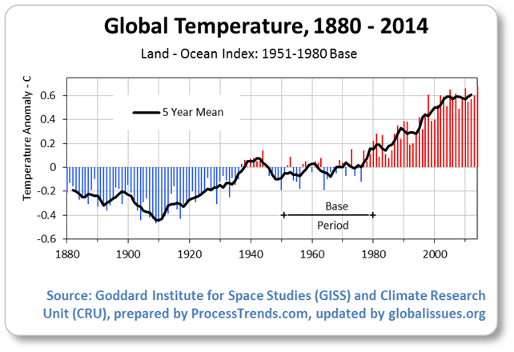 Global Temperature, 1880 - 2014
Land - Ocean Index: 1951-1980 Base
Temperature Anomaly - C
0.6
0.4
0.2
0
-0.2
-0.4
-0.6
5 Year Mean
Base
Period
1880 1900 1920 1940 1960 1980 2000
Source: Goddard Institute for Space Studies (GISS) and Climate Research
Unit (CRU), prepared by ProcessTrends.com, updated by globalissues.org